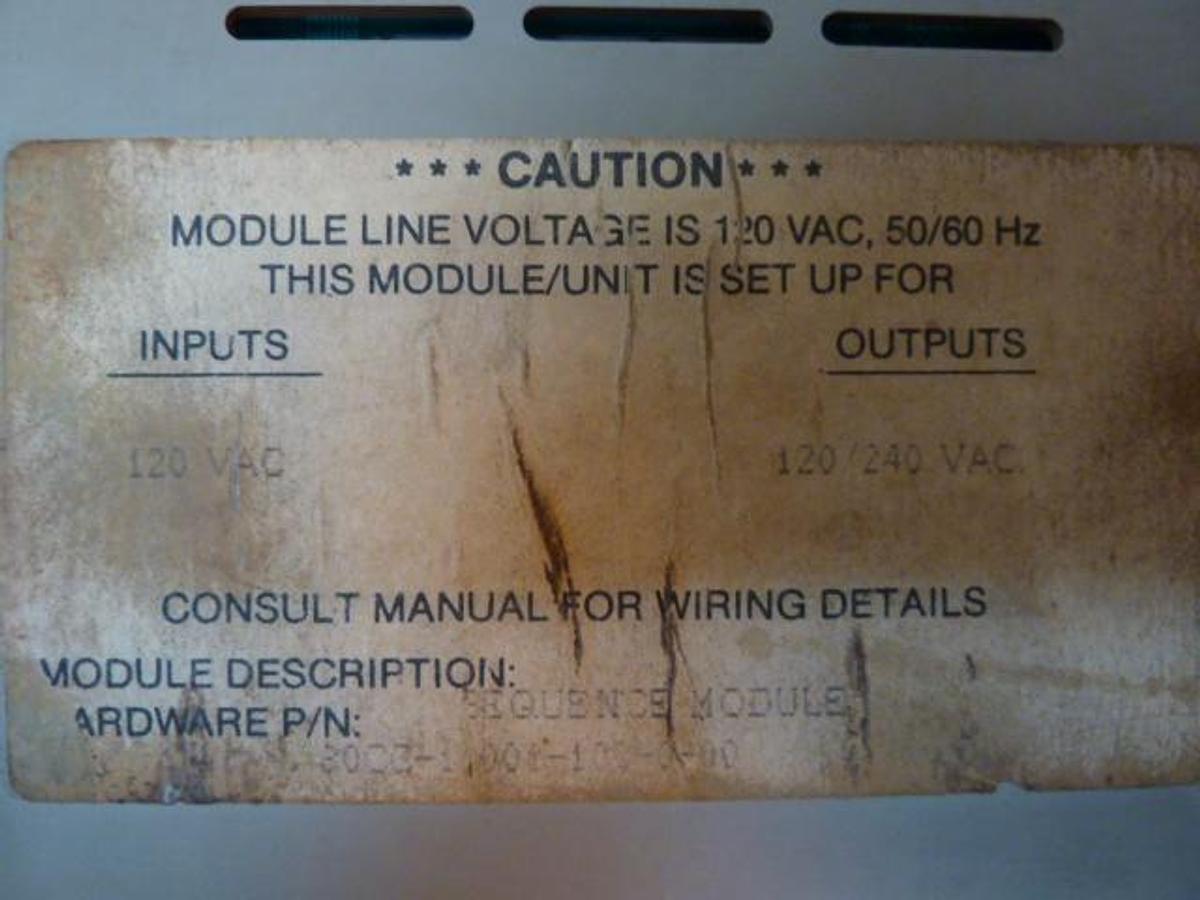 * * * CAUTION * * *
MODULE LINE VOLTAGE IS 120 VAC, 50/60 Hz
THIS MODULE/UNIT IS SET UP FOR
INPUTS OUTPUTS
120 VAC 120/240 VAC.
CONSULT MANUAL FOR WIRING DETAILS
MODULE DESCRIPTION:
SEQUENCE MODULE
ARDWARE P/N: